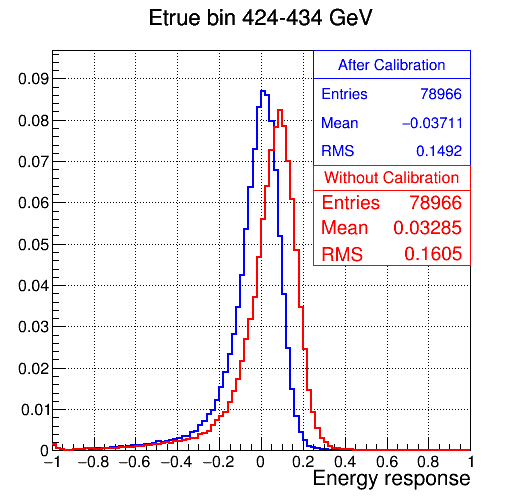 Etrue bin 424-434 GeV
After Calibration
Entries 78966
Mean −0.03711
RMS 0.1492
Without Calibration
Entries 78966
Mean 0.03285
RMS 0.1605
0.09
0.08
0.07
0.06
0.05
0.04
0.03
0.02
0.01
0
−1 −0.8 −0.6 −0.4 −0.2 0 0.2 0.4 0.6 0.8 1
Energy response